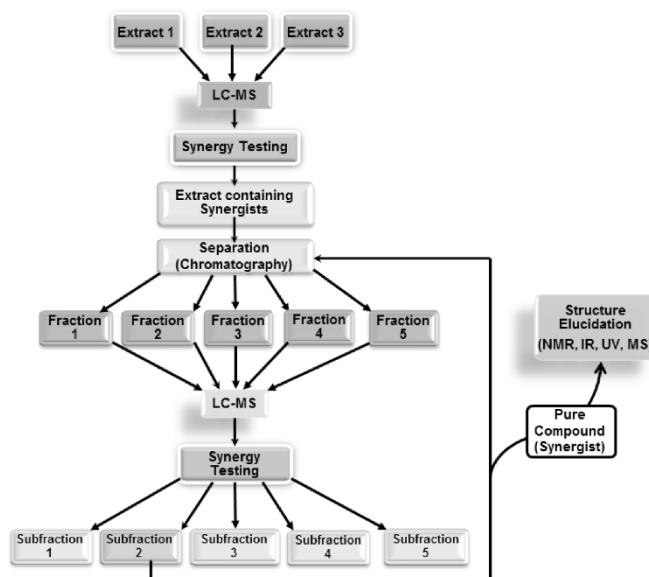 Extract 1
Extract 2
Extract 3
LC-MS
Synergy Testing
Extract containing
Synergists
Separation
(Chromatography)
Fraction
1
Fraction
2
Fraction
3
Fraction
4
Fraction
5
Structure
Elucidation
(NMR, IR, UV, MS)
LC-MS
Pure
Compound
(Synergist)
Synergy
Testing
Subfraction
1
Subfraction
2
Subfraction
3
Subfraction
4
Subfraction
5